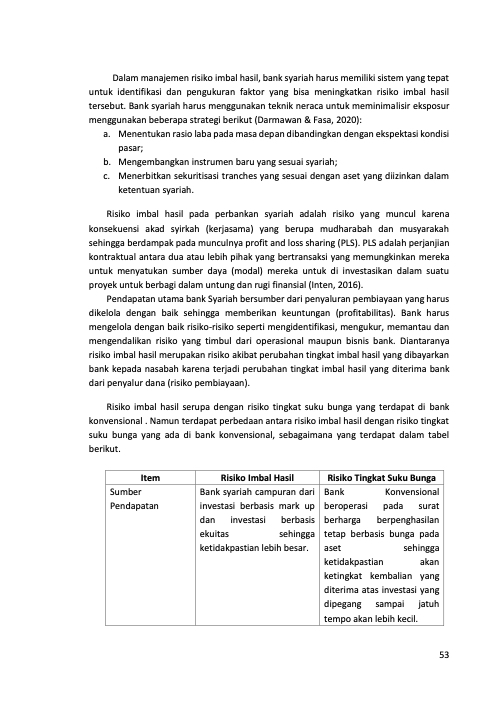 Dalam manajemen risiko imbal hasil, bank syariah harus memiliki sistem yang tepat
untuk identifikasi dan pengukuran faktor yang bisa meningkatkan risiko imbal hasil
tersebut. Bank syariah harus menggunakan teknik neraca untuk meminimalisir eksposur
menggunakan beberapa strategi berikut (Darmawan & Fasa, 2020):
a. Menentukan rasio laba pada masa depan dibandingkan dengan ekspektasi kondisi
pasar;
b. Mengembangkan instrumen baru yang sesuai syariah;
c. Menerbitkan sekuritisasi tranches yang sesuai dengan aset yang diizinkan dalam
ketentuan syariah.
Risiko imbal hasil pada perbankan syariah adalah risiko yang muncul karena
konsekuensi akad syirkah (kerjasama) yang berupa mudharabah dan musyarakah
sehingga berdampak pada munculnya profit and loss sharing (PLS). PLS adalah perjanjian
kontraktual antara dua atau lebih pihak yang bertransaksi yang memungkinkan mereka
untuk menyatukan sumber daya (modal) mereka untuk di investasikan dalam suatu
proyek untuk berbagi dalam untung dan rugi finansial (Inten, 2016).
Pendapatan utama bank Syariah bersumber dari penyaluran pembiayaan yang harus
dikelola dengan baik sehingga memberikan keuntungan (profitabilitas). Bank harus
mengelola dengan baik risiko-risiko seperti mengidentifikasi, mengukur, memantau dan
mengendalikan risiko yang timbul dari operasional maupun bisnis bank. Diantaranya
risiko imbal hasil merupakan risiko akibat perubahan tingkat imbal hasil yang dibayarkan
bank kepada nasabah karena terjadi perubahan tingkat imbal hasil yang diterima bank
dari penyalur dana (risiko pembiayaan).
Risiko imbal hasil serupa dengan risiko tingkat suku bunga yang terdapat di bank
konvensional . Namun terdapat perbedaan antara risiko imbal hasil dengan risiko tingkat
suku bunga yang ada di bank konvensional, sebagaimana yang terdapat dalam tabel
berikut.
Item Risiko Imbal Hasil Risiko Tingkat Suku Bunga
Sumber
Pendapatan
Bank syariah campuran dari
investasi berbasis mark up
dan investasi berbasis
ekuitas sehingga
ketidakpastian lebih besar.
Bank Konvensional
beroperasi pada surat
berharga berpenghasilan
tetap berbasis bunga pada
aset sehingga
ketidakpastian akan
ketingkat kembalian yang
diterima atas investasi yang
dipegang sampai jatuh
tempo akan lebih kecil.
53